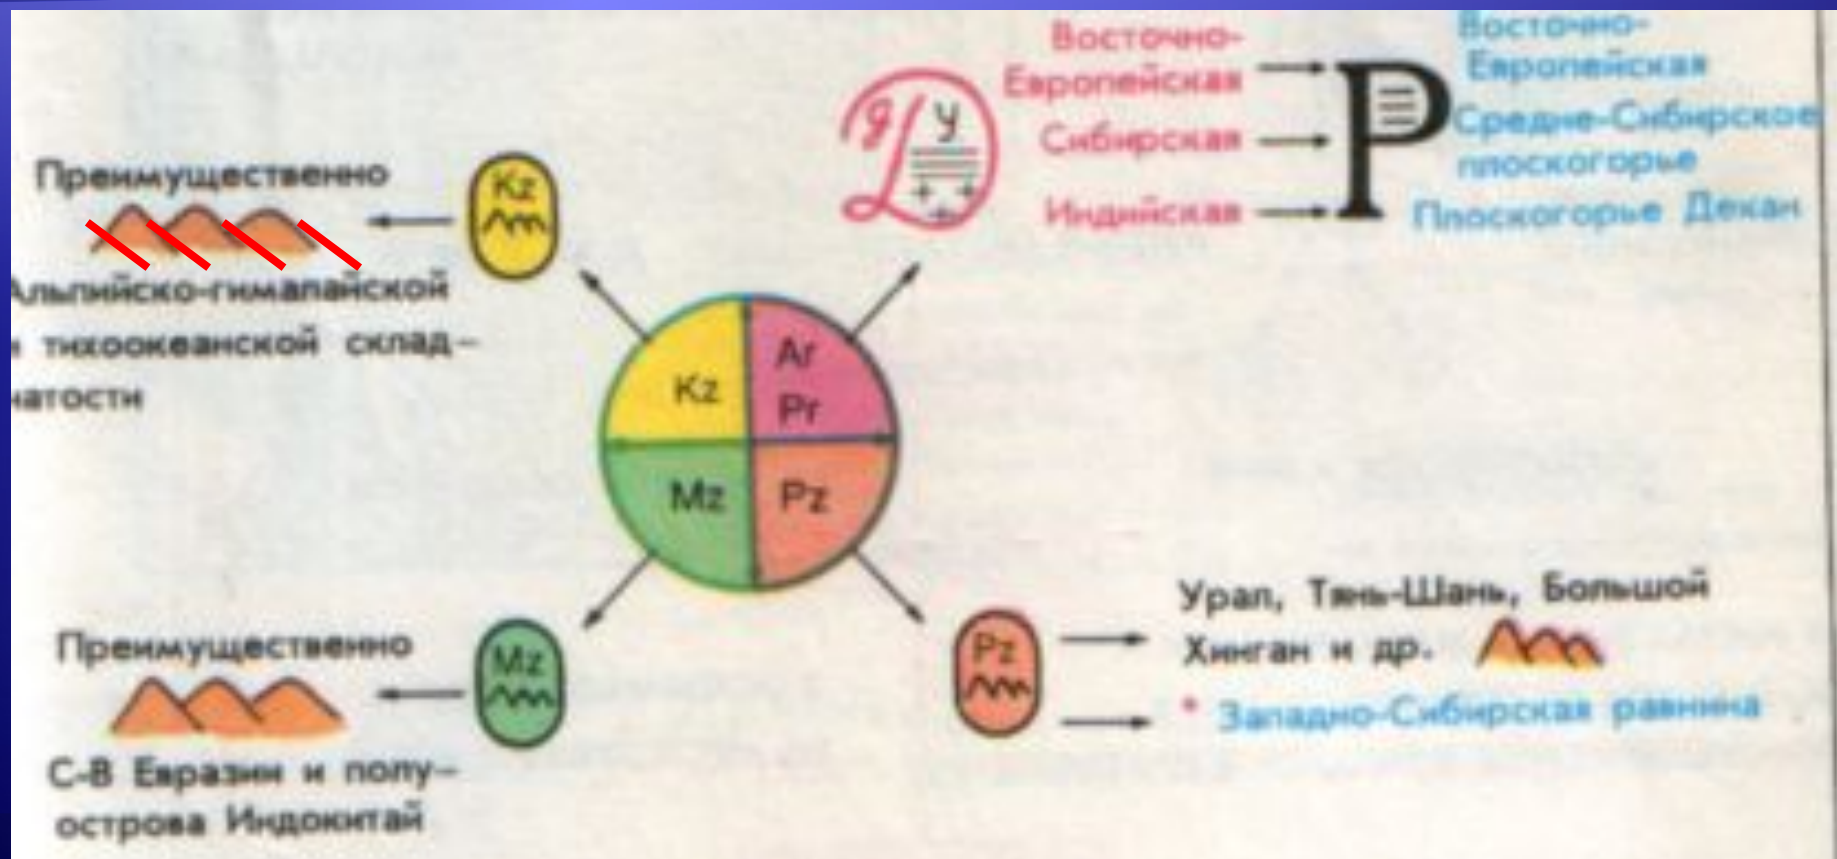 Преимущественно
Альпийско-гималайской
и тихоокеанской склад-
чатости
Kz
У
Восточно-
Европейская
Сибирская
Индийская
Р
Восточно-
Европейская
Средне-Сибирское
плоскогорье
Плоскогорье Декан
Kz
Ar
Pr
Mz
Pz
Преимущественно
С-В Евразии и полу-
острова Индокитай
Mz
Pz
Урал, Тянь-Шань, Большой
Хинган и др.
* Западно-Сибирская равнина